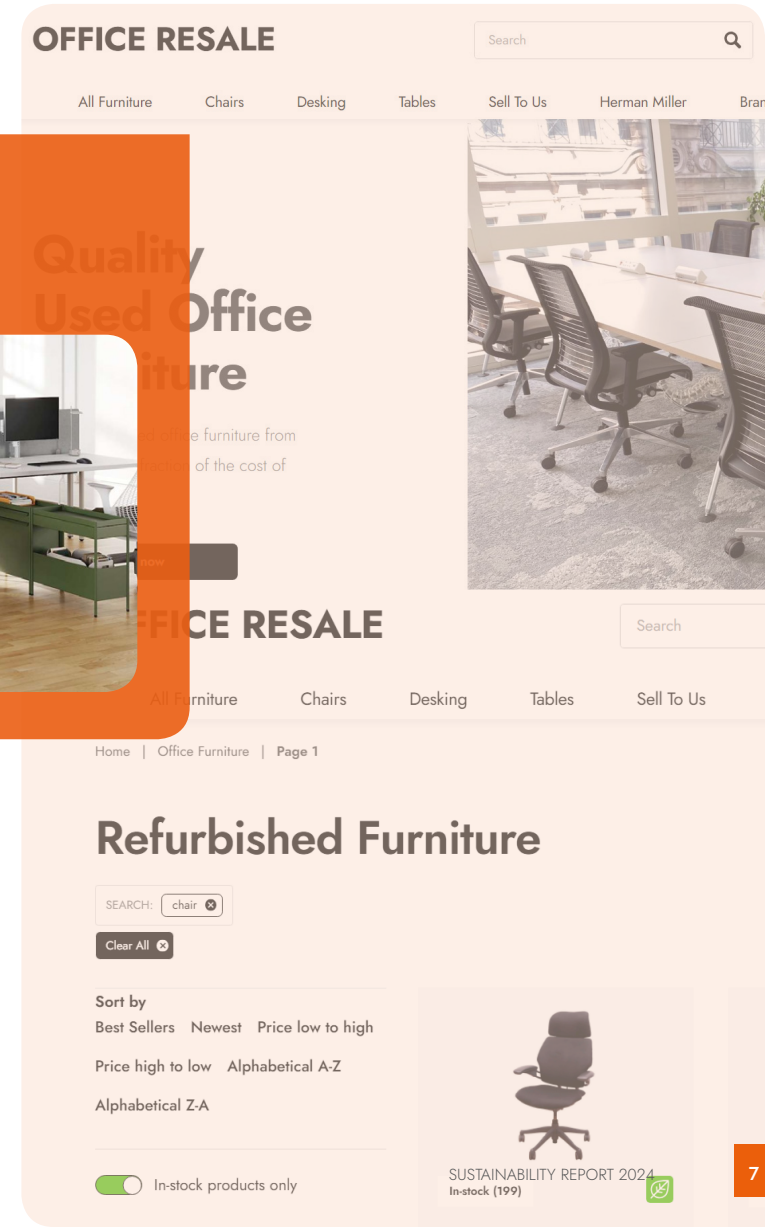 OFFICE RESALE
Search
All Furniture Chairs Desking Tables Sell To Us Herman Miller
Quality
Used Office
iture
office furniture from
of the cost of
now
FFICE RESALE
Search
All Furniture Chairs Desking Tables Sell To Us
Home | Office Furniture | Page 1
Refurbished Furniture
SEARCH: chair
Clear All
Sort by
Best Sellers Newest Price low to high
Price high to low Alphabetical A-Z
Alphabetical Z-A
In-stock products only
SUSTAINABILITY REPORT 2024
In-stock (199)
7